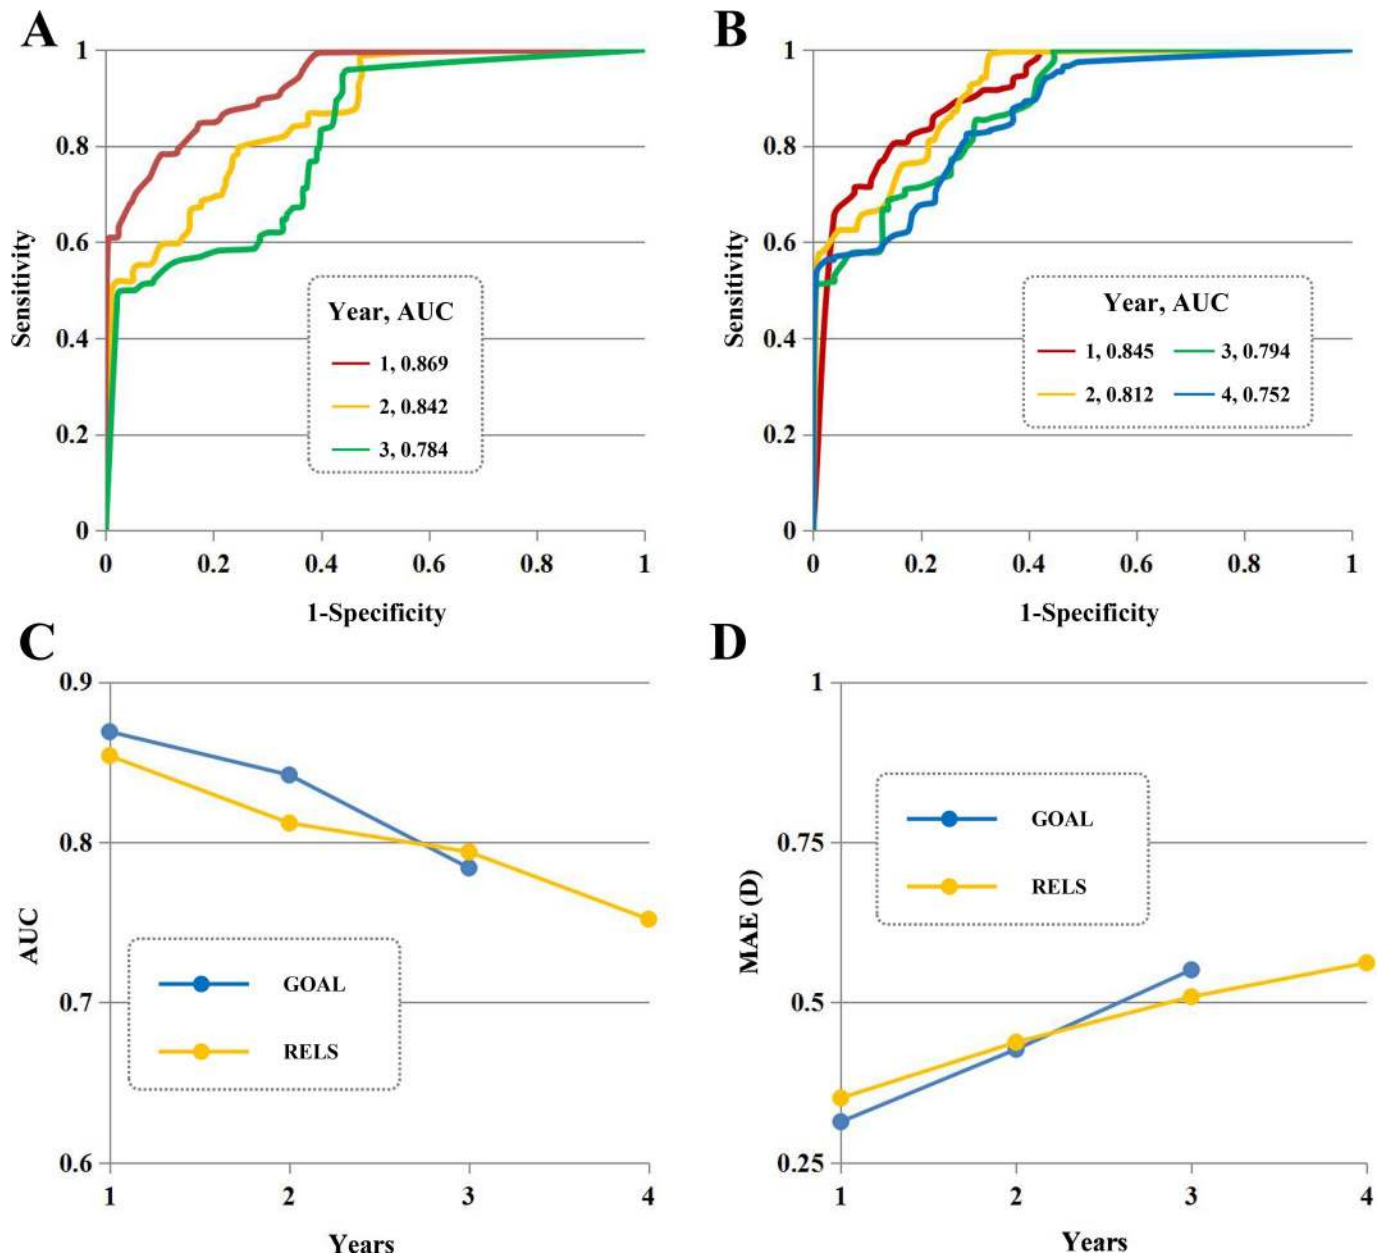 A
B
1
0.8
0.6
0.4
0.2
0
Sensitivity
Year, AUC
1, 0.869
2, 0.842
3, 0.784
0 0.2 0.4 0.6 0.8 1
1-Specificity
1
0.8
0.6
0.4
0.2
0
Sensitivity
Year, AUC
1, 0.845 3, 0.794
2, 0.812 4, 0.752
0 0.2 0.4 0.6 0.8 1
1-Specificity
C
D
0.9
0.8
0.7
0.6
AUC
GOAL
RELS
1 2 3 4
Years
1
0.75
0.5
0.25
MAE (D)
GOAL
RELS
1 2 3 4
Years